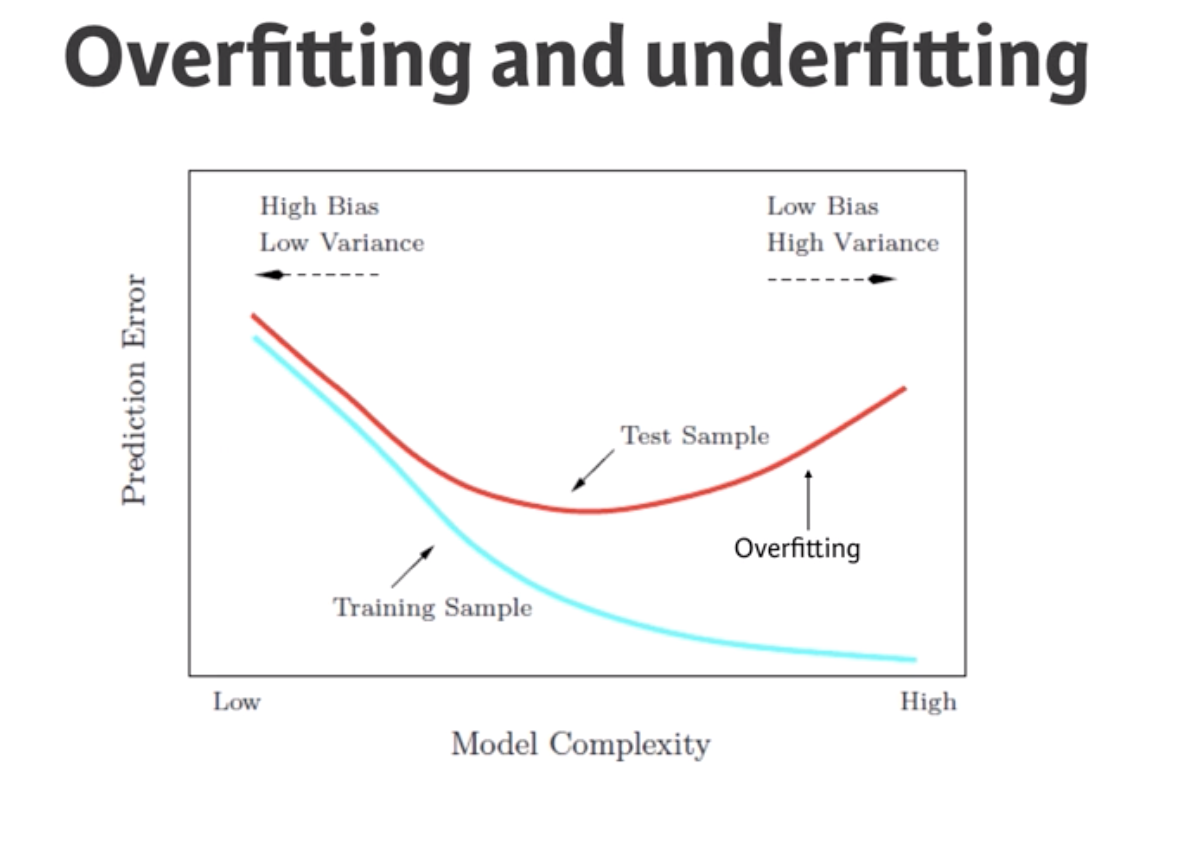 Overfitting and underfitting
High Bias
Low Variance
Low Bias
High Variance
Prediction Error
Test Sample
Overfitting
Training Sample
Low
High
Model Complexity